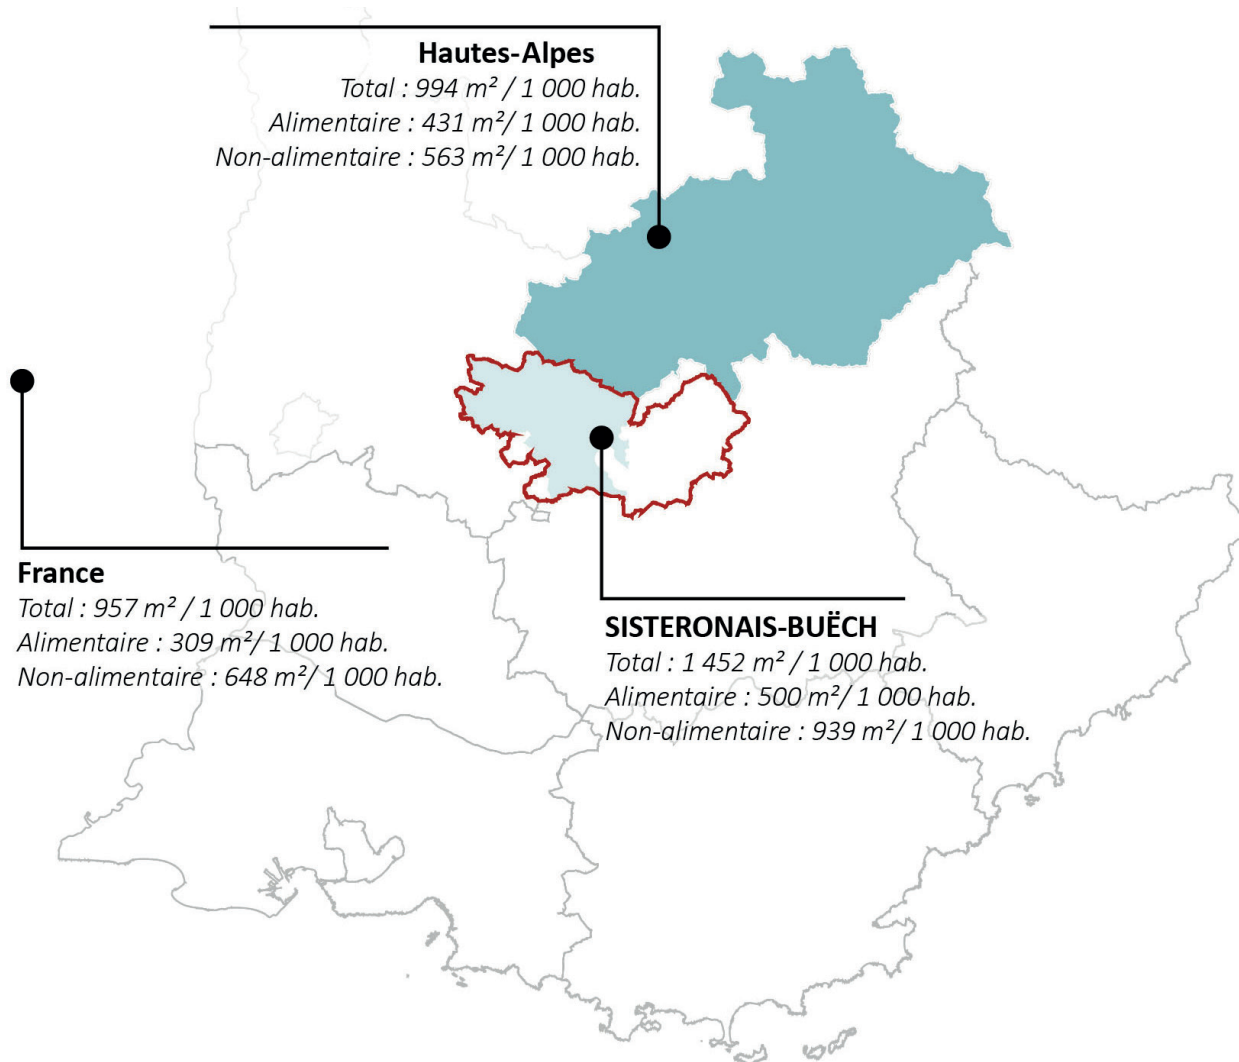 Hautes-Alpes
Total : 994 m² / 1 000 hab.
Alimentaire : 431 m²/ 1 000 hab.
Non-alimentaire : 563 m²/ 1 000 hab.
France
Total : 957 m² / 1 000 hab.
Alimentaire : 309 m²/ 1 000 hab.
Non-alimentaire : 648 m²/ 1 000 hab.
SISTERONAIS-BUËCH
Total : 1 452 m² / 1 000 hab.
Alimentaire : 500 m²/ 1 000 hab.
Non-alimentaire : 939 m²/ 1 000 hab.